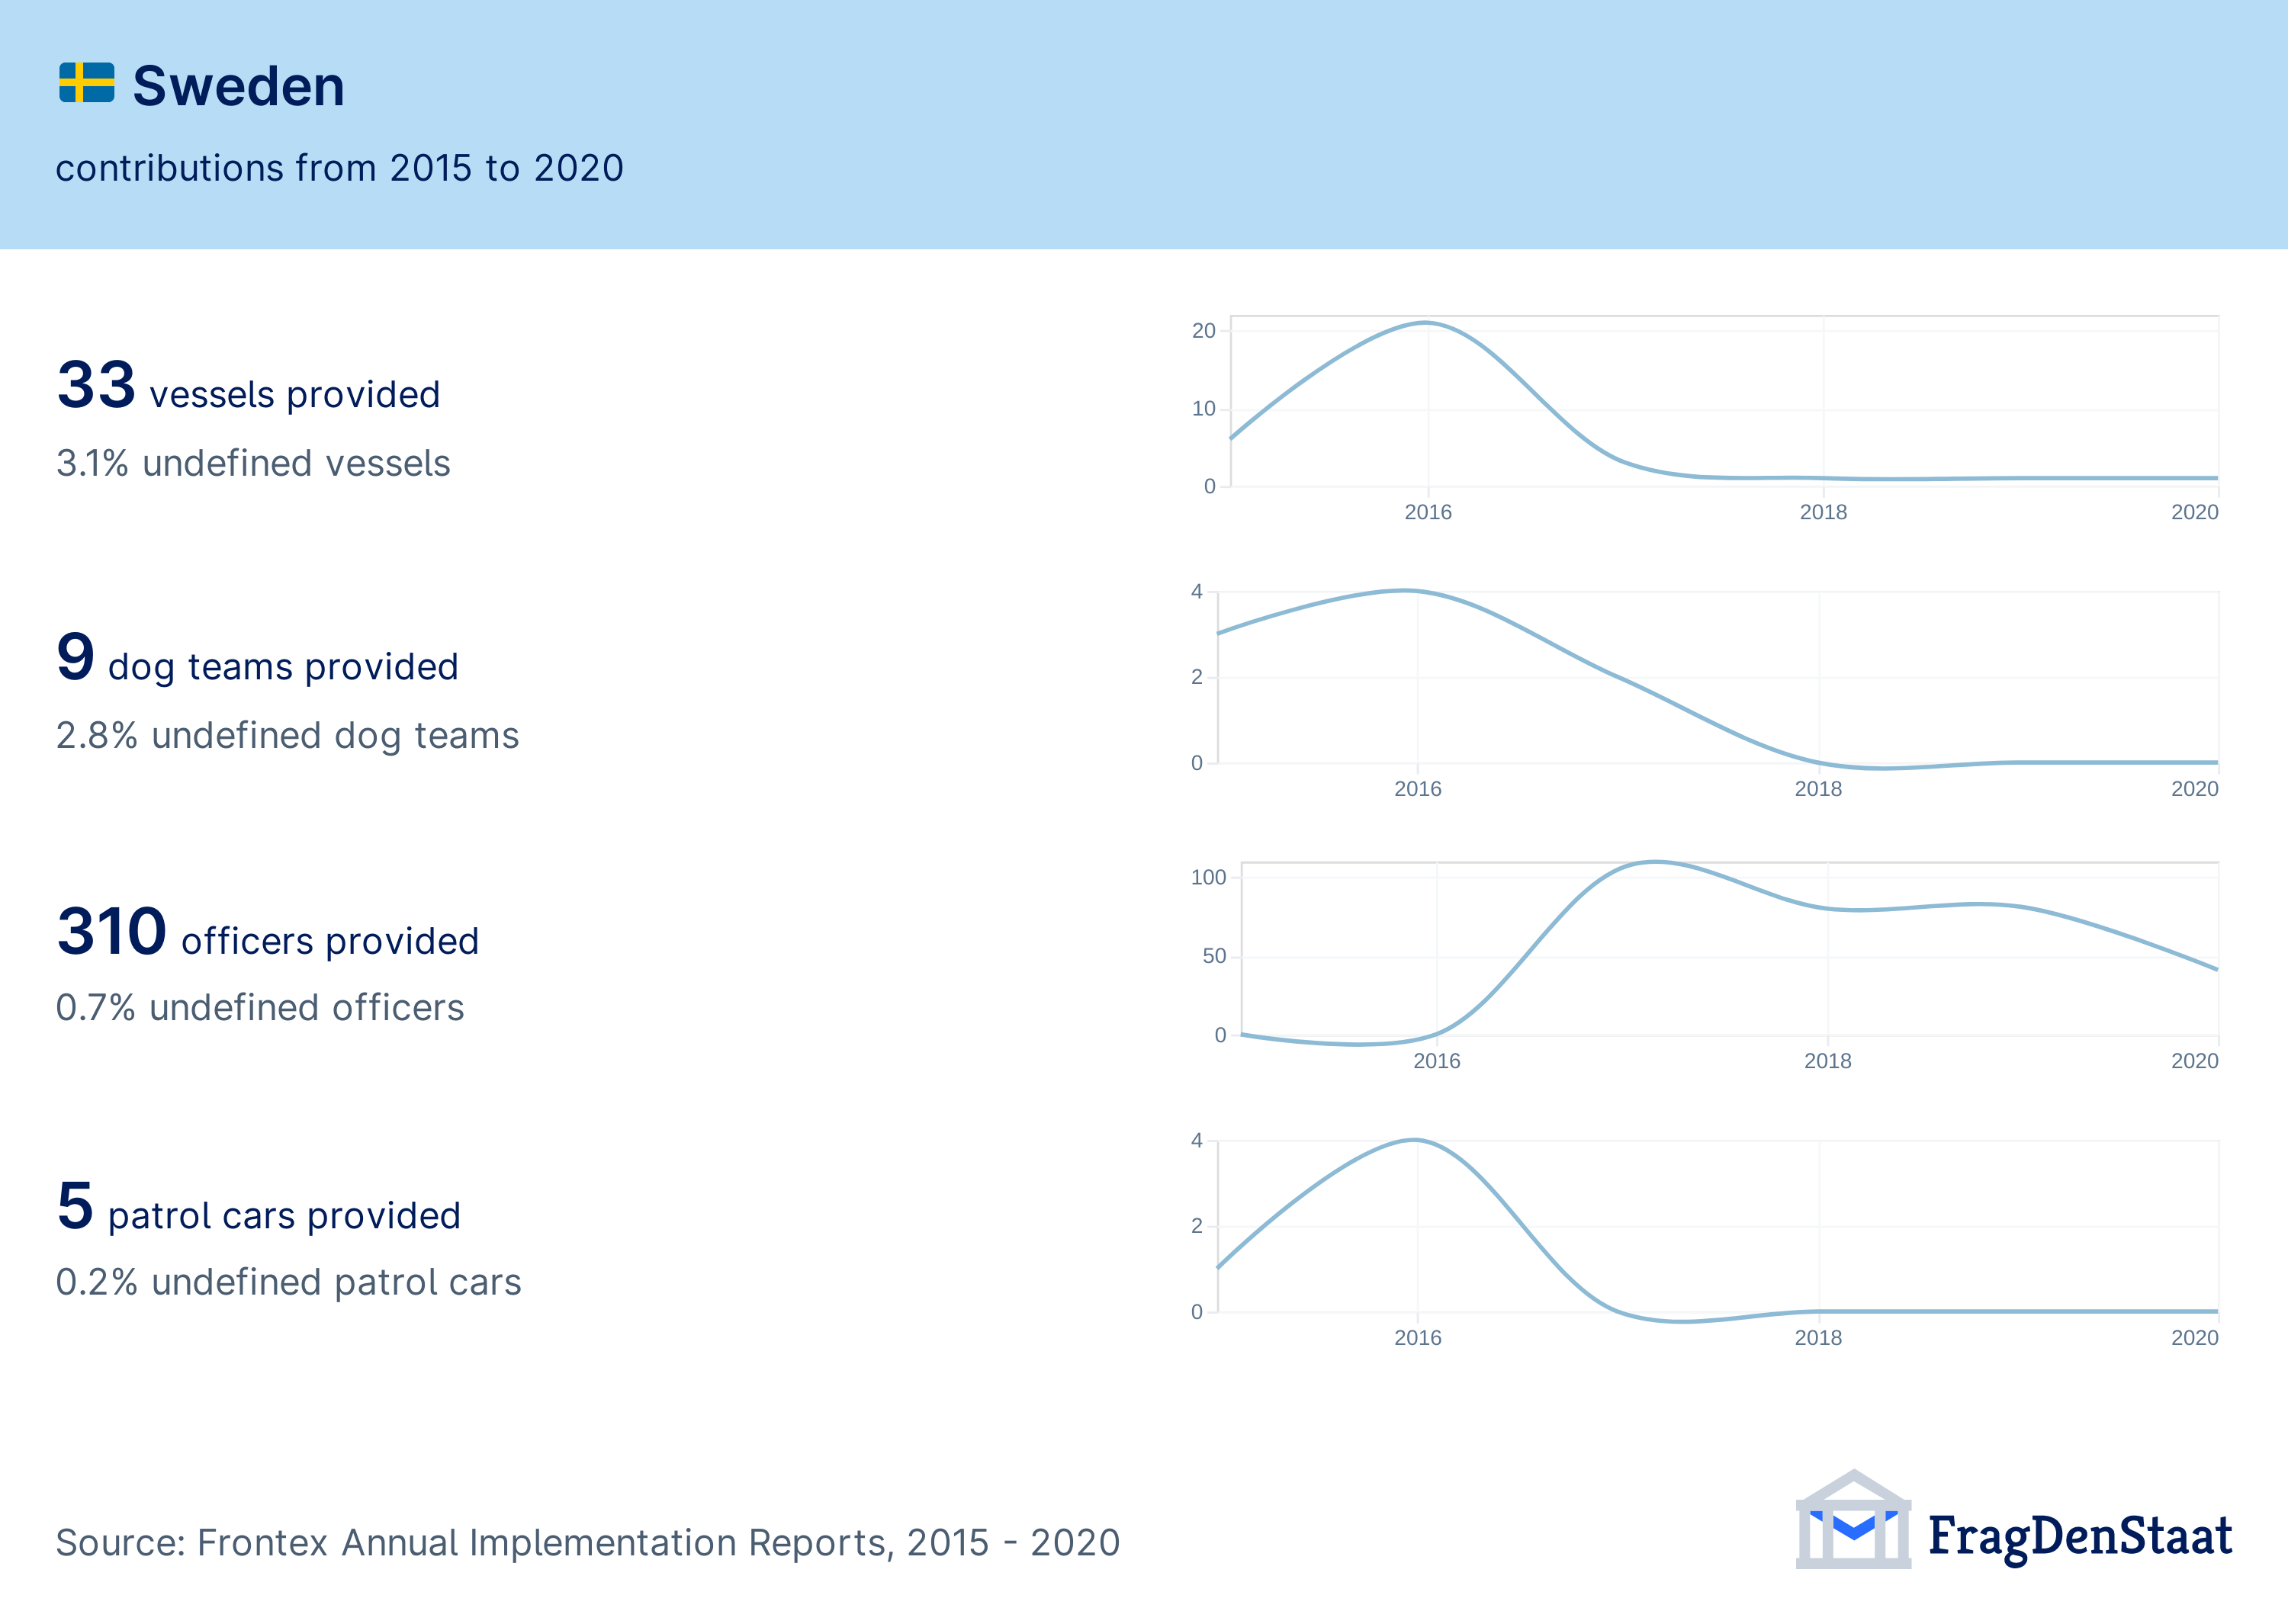 Sweden
contributions from 2015 to 2020
33 vessels provided
3.1% undefined vessels
20
10
0
2016 2018 2020
9 dog teams provided
2.8% undefined dog teams
4
2
0
2016 2018 2020
310 officers provided
0.7% undefined officers
100
50
0
2016 2018 2020
5 patrol cars provided
0.2% undefined patrol cars
4
2
0
2016 2018 2020
Source: Frontex Annual Implementation Reports, 2015 - 2020
FragDenStaat